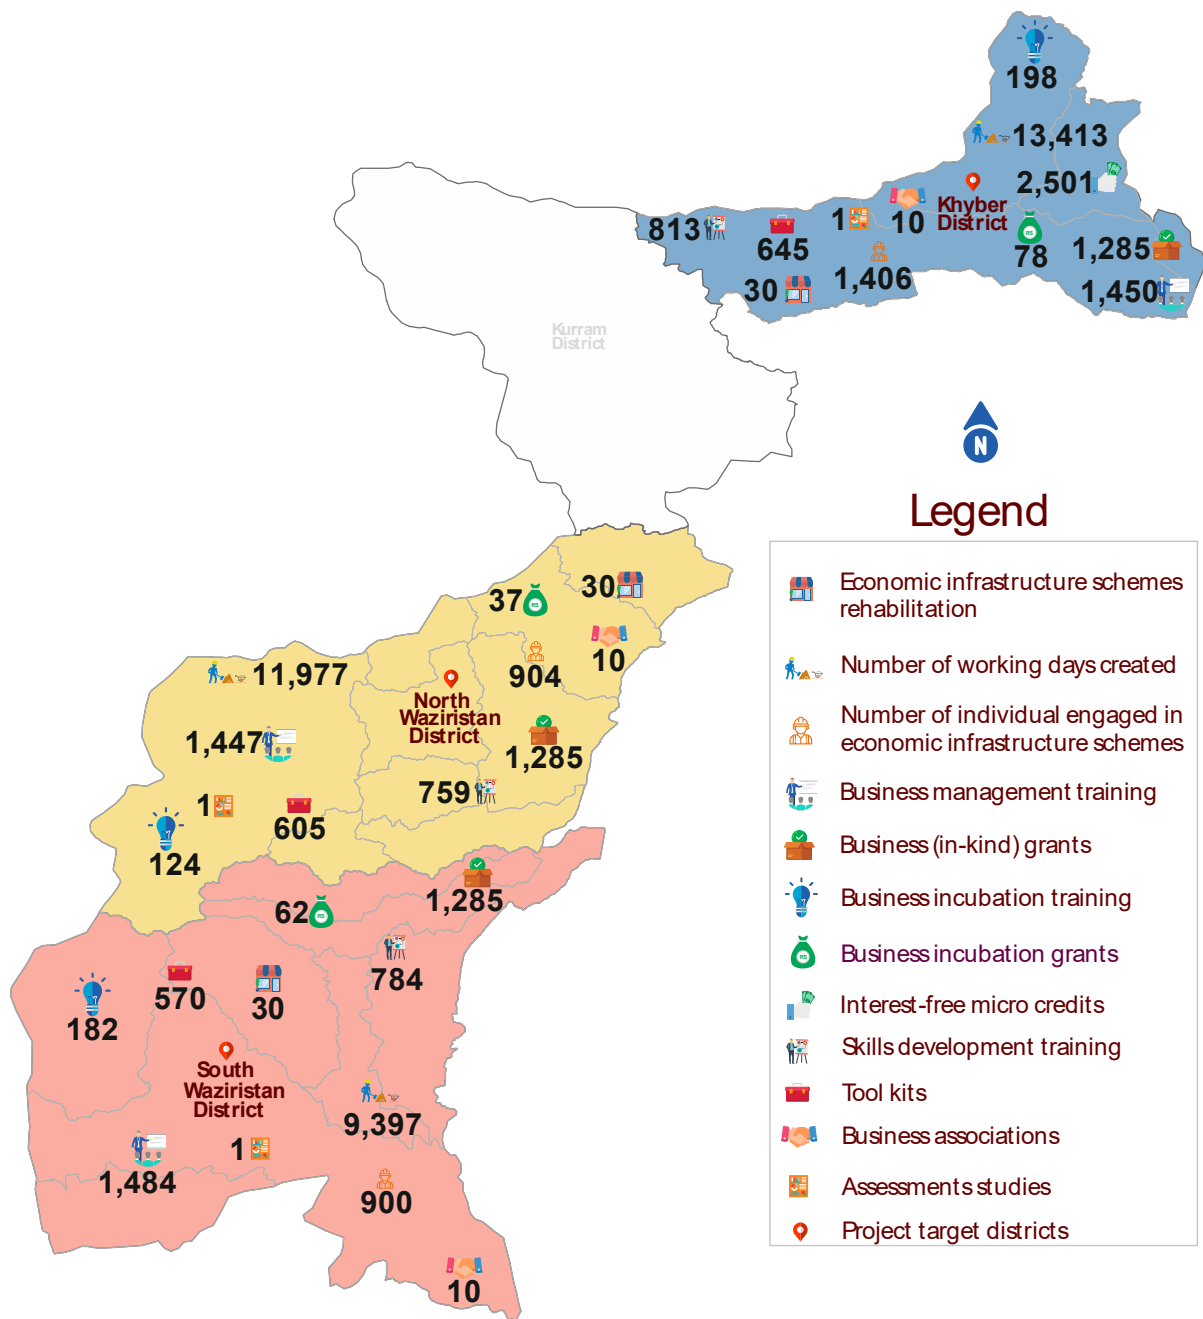 198
13,413
2,501
Khyber
District
10
1
813
645
1,406
30
78
1,285
1,450
Kurram
District
N
Legend
Economic infrastructure schemes
rehabilitation
Number of working days created
Number of individual engaged in
economic infrastructure schemes
Business management training
Business (in-kind) grants
Business incubation training
RS
Business incubation grants
Interest-free micro credits
Skills development training
Tool kits
Business associations
Assessments studies
Project target districts
37
RS
30
10
904
11,977
North
Waziristan
District
1,447
1,285
759
1
605
124
1,285
62
RS
784
570
30
182
South
Waziristan
District
9,397
1
1,484
900
10